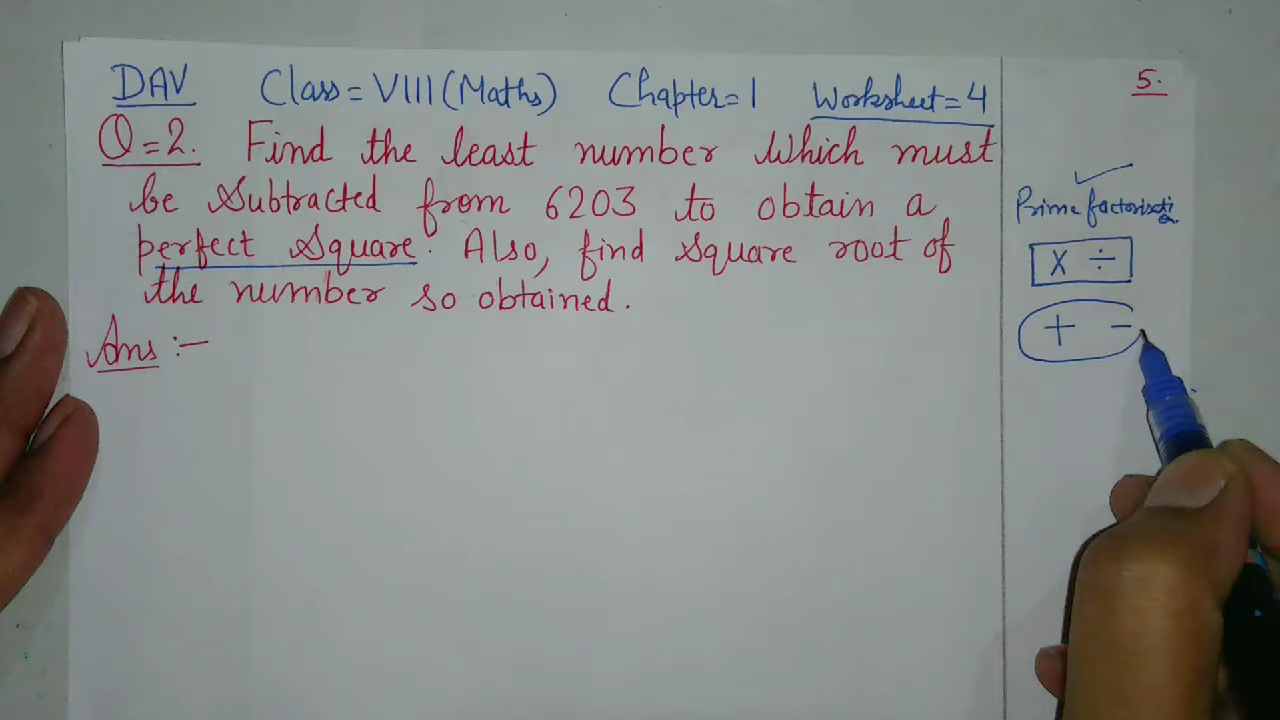 DAV Class = VIII (Maths) Chapter = 1 Worksheet = 4
5.
Q = 2. Find the least number which must
be subtracted from 6203 to obtain a
perfect square. Also, find square root of
the number so obtained.
Ans :-
Prime factorisation
x ÷
+ -